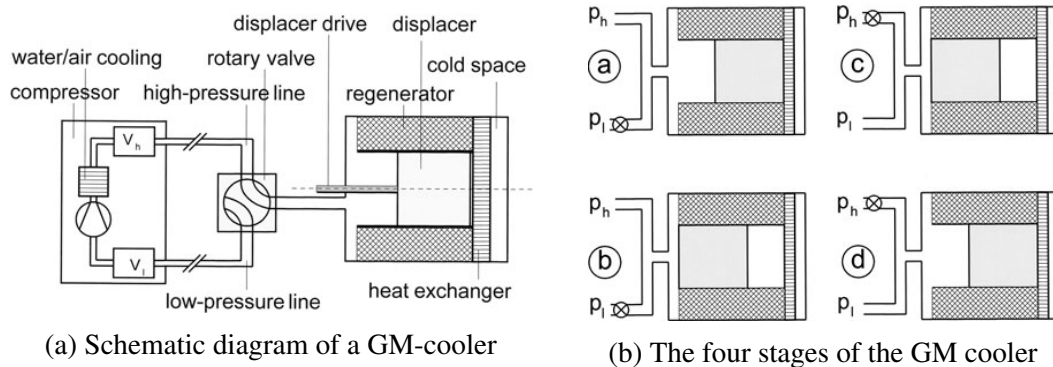 displacer drive
displacer
water/air cooling
rotary valve
cold space
compressor
high-pressure line
regenerator
V_h
V_l
low-pressure line
heat exchanger
(a) Schematic diagram of a GM-cooler
p_h
a
p_l
p_h
c
p_l
p_h
b
p_l
p_h
d
p_l
(b) The four stages of the GM cooler